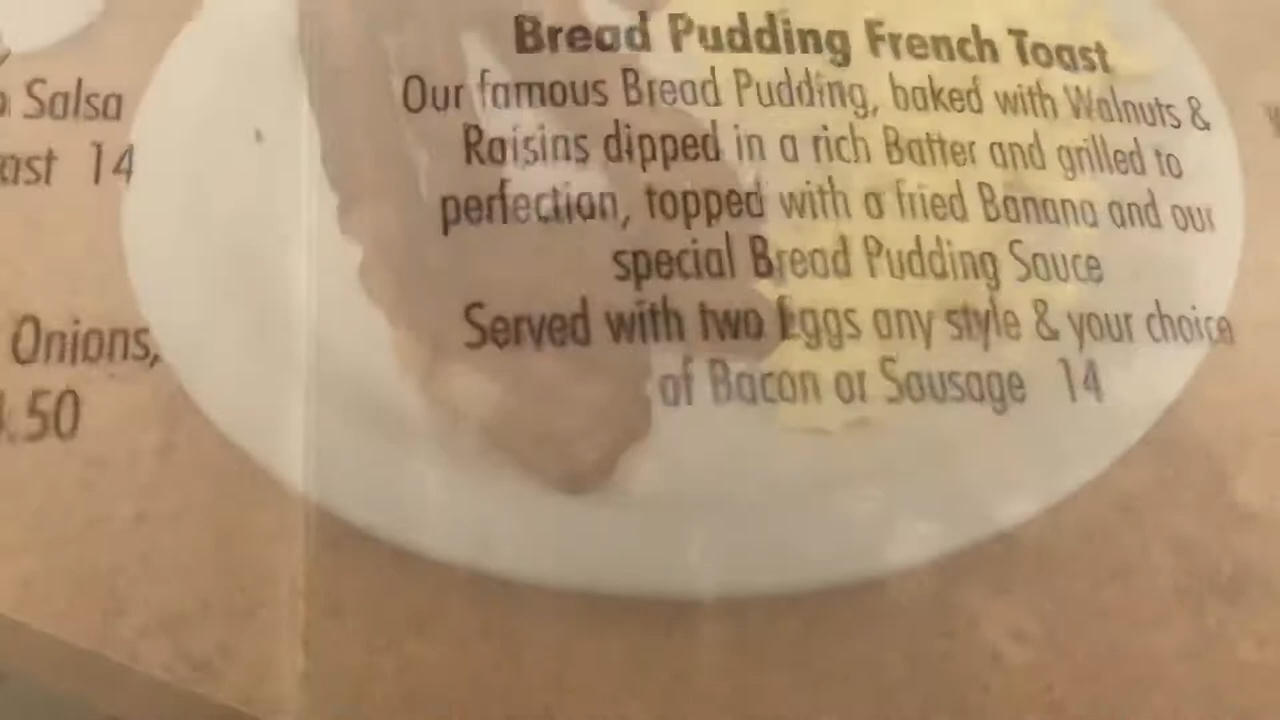 Salsa
14
Onions,
.50
Bread Pudding French Toast
Our famous Bread Pudding, baked with Walnuts &
Raisins dipped in a rich Batter and grilled to
perfection, topped with a fried Banana and our
special Bread Pudding Sauce
Served with two Eggs any style & your choice
of Bacon or Sausage 14